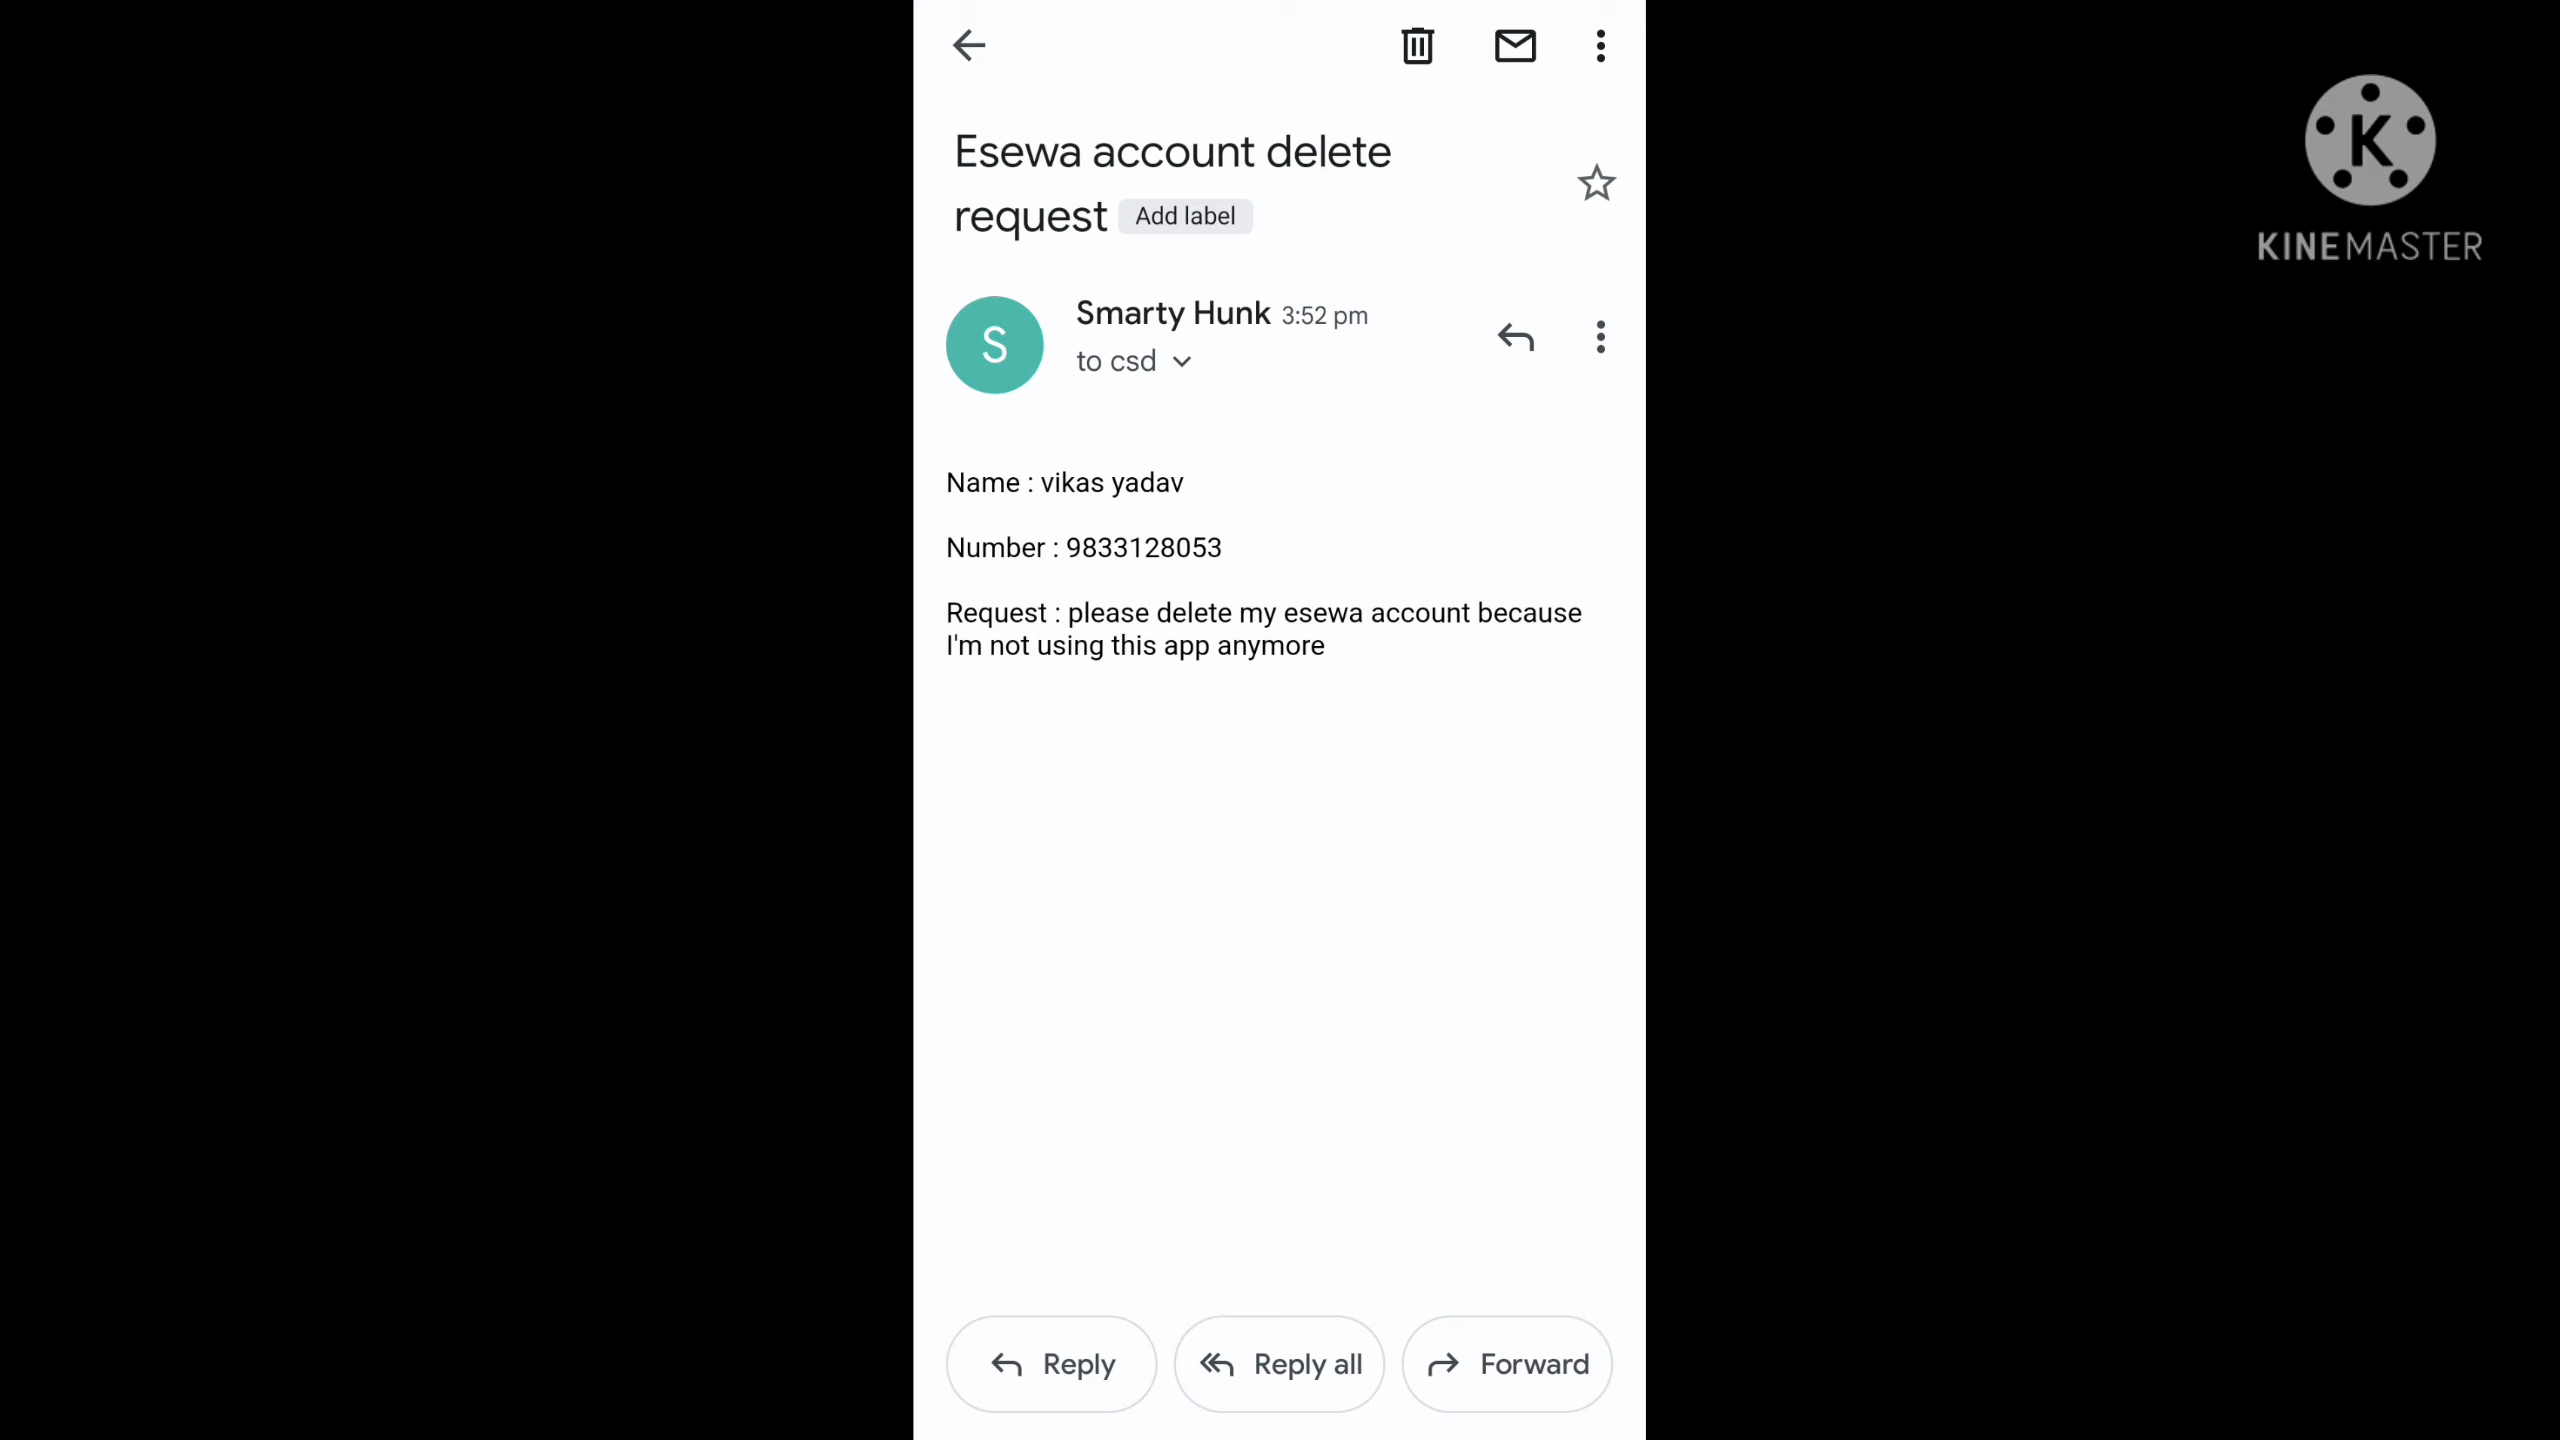 Esewa account delete
request Add label
S
Smarty Hunk 3:52 pm
to csd
Name : vikas yadav
Number : 9833128053
Request : please delete my esewa account because
I'm not using this app anymore
Reply
Reply all
Forward
K
KINEMASTER